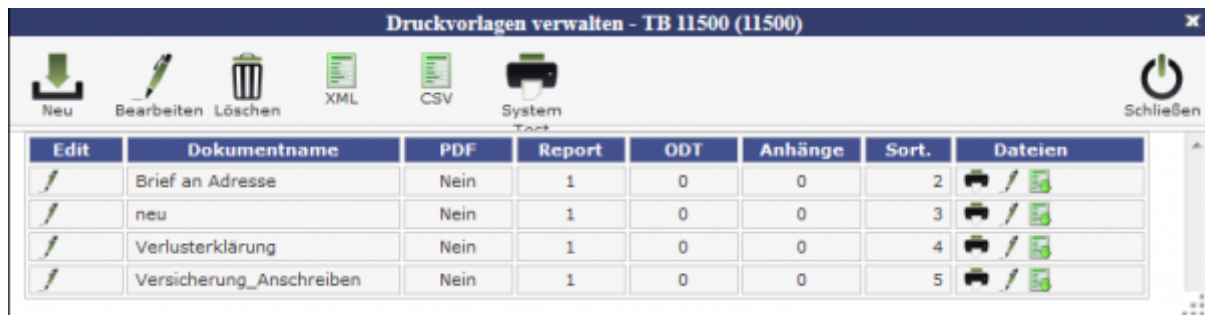 Druckvorlagen verwalten - TB 11500 (11500)
Neu Bearbeiten Löschen XML CSV System Test Schließen
Edit Dokumentname PDF Report ODT Anhänge Sort. Dateien
Brief an Adresse Nein 1 0 0 2
neu Nein 1 0 0 3
Verlusterklärung Nein 1 0 0 4
Versicherung_Anschreiben Nein 1 0 0 5